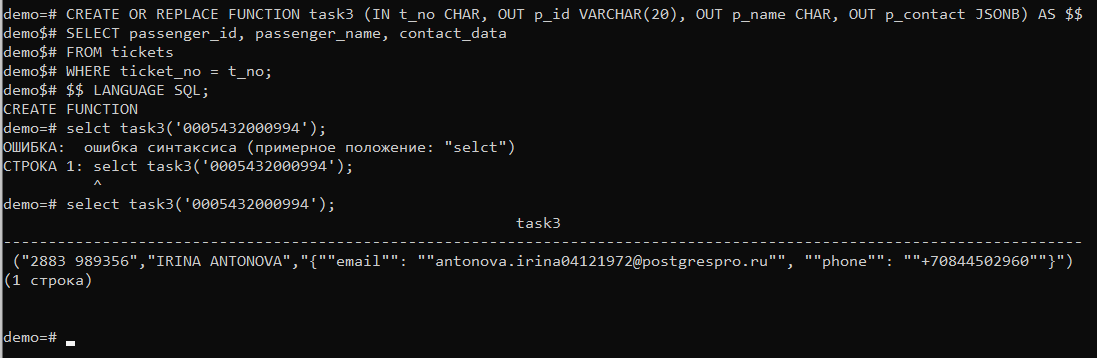 demo=# CREATE OR REPLACE FUNCTION task3 (IN t_no CHAR, OUT p_id VARCHAR(20), OUT p_name CHAR, OUT p_contact JSONB) AS $$
demo$# SELECT passenger_id, passenger_name, contact_data
demo$# FROM tickets
demo$# WHERE ticket_no = t_no;
demo$# $$ LANGUAGE SQL;
CREATE FUNCTION
demo=# selct task3('0005432000994');
ОШИБКА:  ошибка синтаксиса (примерное положение: "selct")
СТРОКА 1: selct task3('0005432000994');
          ^
demo=# select task3('0005432000994');
task3
------------------------------------------------------------------------------------------------------------------------
 ("2883 989356","IRINA ANTONOVA","{""email"": ""antonova.irina04121972@postgrespro.ru"", ""phone"": ""+70844502960""}")
(1 строка)
demo=#